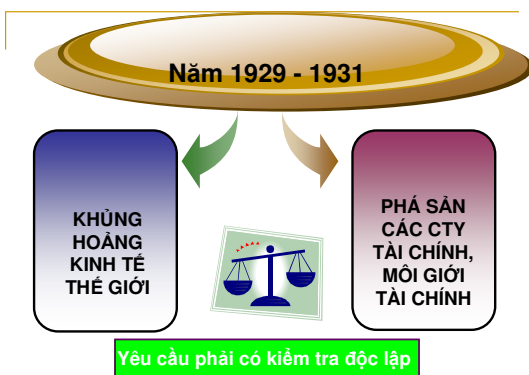 Năm 1929 - 1931
KHỦNG
HOẢNG
KINH TẾ
THẾ GIỚI
PHÁ SẢN
CÁC CTY
TÀI CHÍNH,
MÔI GIỚI
TÀI CHÍNH
Yêu cầu phải có kiểm tra độc lập